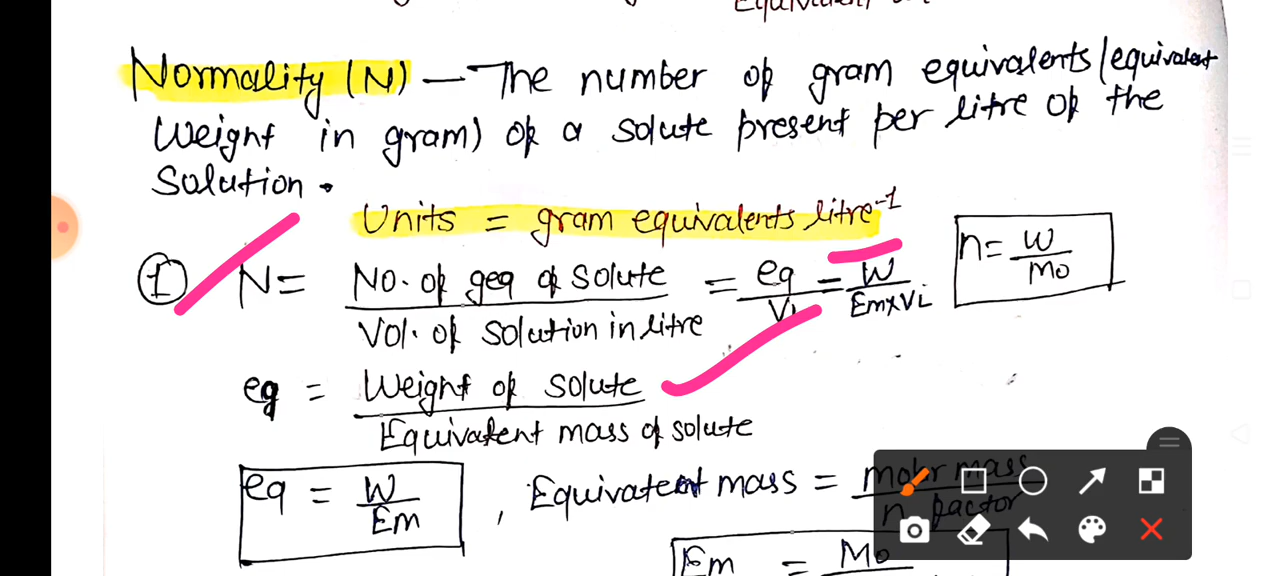 Equivalent
Normality (N) — The number of gram equivalents/equivalent
Weight in gram) of a solute present per litre of the
Solution.
Units = gram equivalents litre⁻¹
① N = No. of geq of solute / Vol. of solution in litre = eq / Vl = W / Em×Vl
n = W / Mo
eq = Weight of solute / Equivalent mass of solute
eq = W / Em , Equivalent mass = molar mass / n factor
Em = Mo